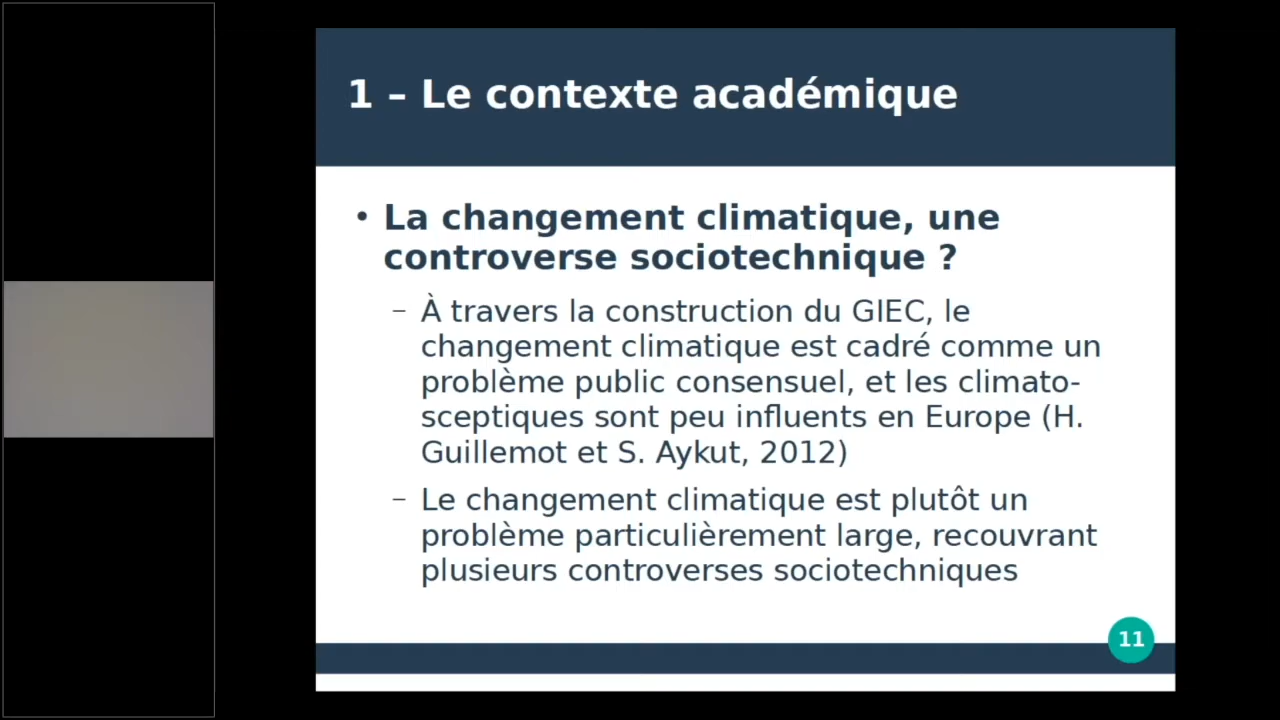 1 – Le contexte académique
• La changement climatique, une
controverse sociotechnique ?
– À travers la construction du GIEC, le
changement climatique est cadré comme un
problème public consensuel, et les climato-
sceptiques sont peu influents en Europe (H.
Guillemot et S. Aykut, 2012)
– Le changement climatique est plutôt un
problème particulièrement large, recouvrant
plusieurs controverses sociotechniques
11